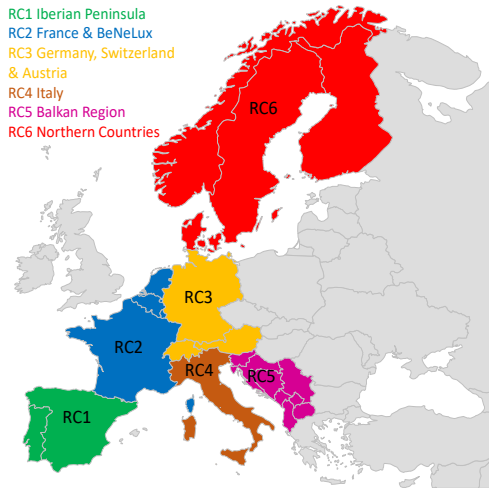 RC1 Iberian Peninsula
RC2 France & BeNeLux
RC3 Germany, Switzerland
& Austria
RC4 Italy
RC5 Balkan Region
RC6 Northern Countries
RC6
RC3
RC2
RC4
RC5
RC1